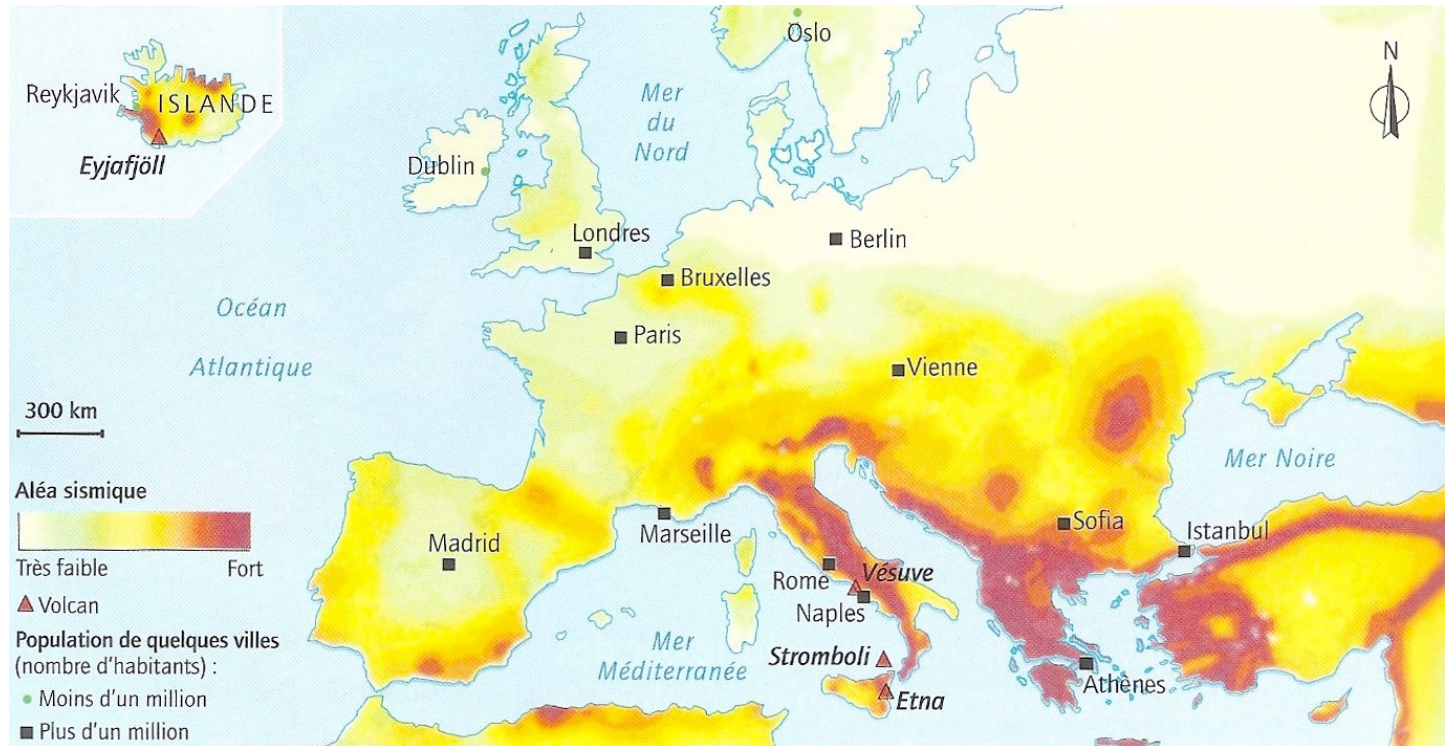 Oslo
N
Reykjavik
ISLANDE
Eyjafjöll
Mer
du
Nord
Dublin
Londres
Berlin
Bruxelles
Océan
Atlantique
Paris
Vienne
300 km
Mer Noire
Aléa sismique
Très faible
Fort
Volcan
Population de quelques villes
(nombre d'habitants) :
Moins d'un million
Plus d'un million
Madrid
Marseille
Sofia
Istanbul
Rome
Vésuve
Naples
Mer
Méditerranée
Stromboli
Etna
Athènes